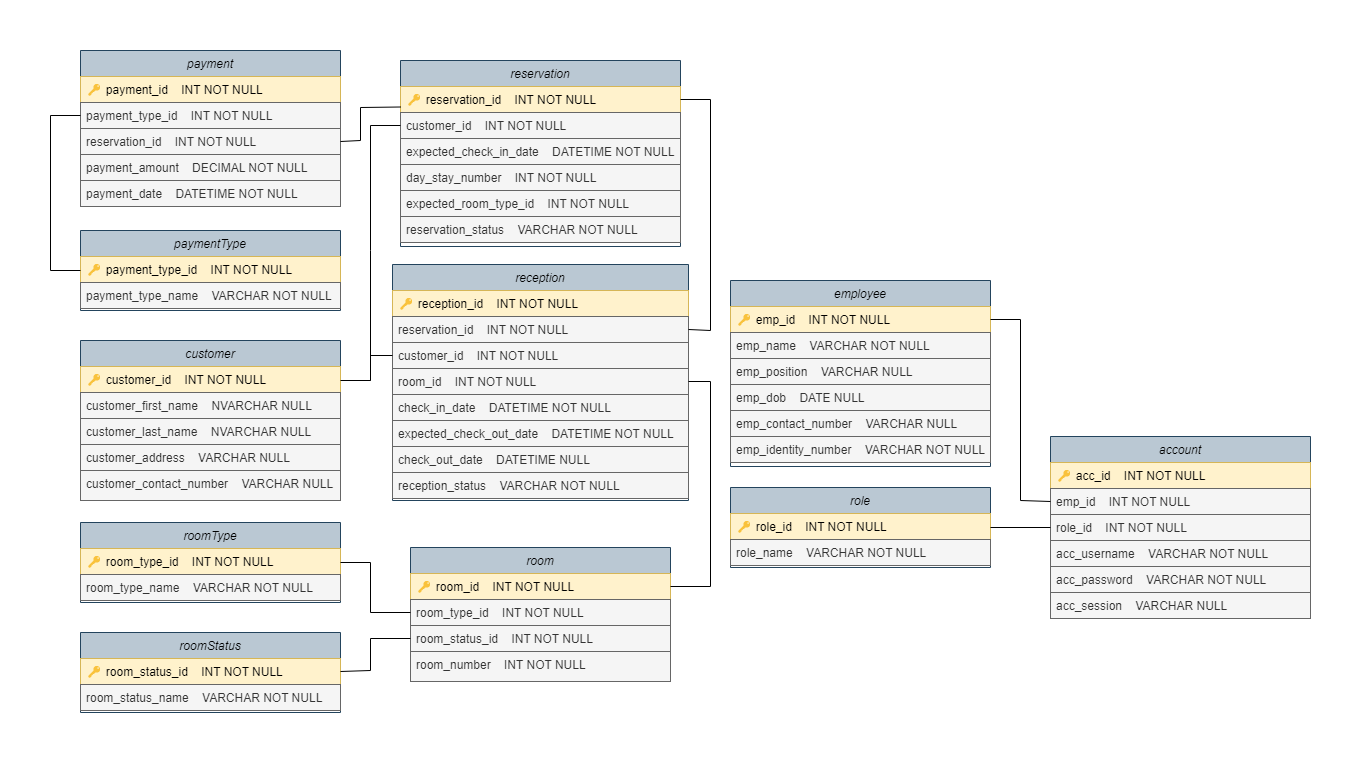 payment
payment_id INT NOT NULL
payment_type_id INT NOT NULL
reservation_id INT NOT NULL
payment_amount DECIMAL NOT NULL
payment_date DATETIME NOT NULL
paymentType
payment_type_id INT NOT NULL
payment_type_name VARCHAR NOT NULL
customer
customer_id INT NOT NULL
customer_first_name NVARCHAR NULL
customer_last_name NVARCHAR NULL
customer_address VARCHAR NULL
customer_contact_number VARCHAR NULL
roomType
room_type_id INT NOT NULL
room_type_name VARCHAR NOT NULL
roomStatus
room_status_id INT NOT NULL
room_status_name VARCHAR NOT NULL
reservation
reservation_id INT NOT NULL
customer_id INT NOT NULL
expected_check_in_date DATETIME NOT NULL
day_stay_number INT NOT NULL
expected_room_type_id INT NOT NULL
reservation_status VARCHAR NOT NULL
reception
reception_id INT NOT NULL
reservation_id INT NOT NULL
customer_id INT NOT NULL
room_id INT NOT NULL
check_in_date DATETIME NOT NULL
expected_check_out_date DATETIME NOT NULL
check_out_date DATETIME NULL
reception_status VARCHAR NOT NULL
room
room_id INT NOT NULL
room_type_id INT NOT NULL
room_status_id INT NOT NULL
room_number INT NOT NULL
employee
emp_id INT NOT NULL
emp_name VARCHAR NOT NULL
emp_position VARCHAR NULL
emp_dob DATE NULL
emp_contact_number VARCHAR NULL
emp_identity_number VARCHAR NOT NULL
role
role_id INT NOT NULL
role_name VARCHAR NOT NULL
account
acc_id INT NOT NULL
emp_id INT NOT NULL
role_id INT NOT NULL
acc_username VARCHAR NOT NULL
acc_password VARCHAR NOT NULL
acc_session VARCHAR NULL